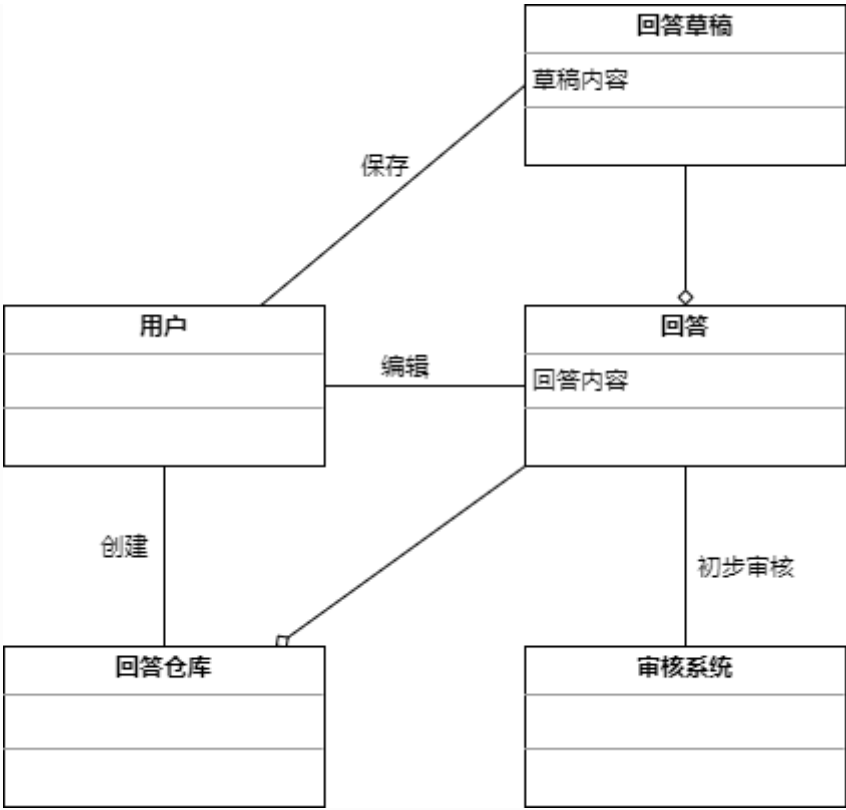 回答草稿
草稿内容
保存
用户
编辑
回答
回答内容
创建
初步审核
回答仓库
审核系统